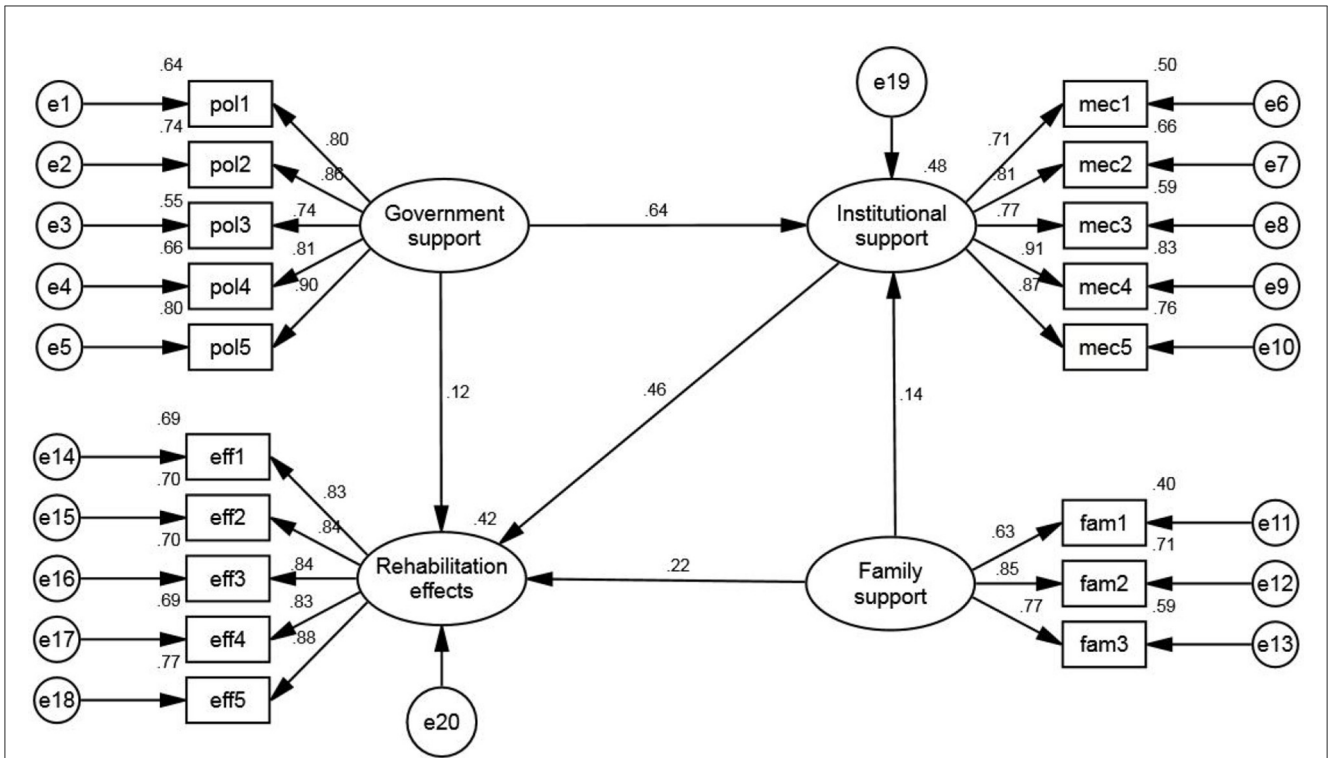 .64
e1
pol1
.74
.80
e2
pol2
.86
.55
e3
pol3
.74
.66
.81
e4
pol4
.90
.80
e5
pol5
Government
support
.64
e19
.48
Institutional
support
.50
mec1
e6
.71
.66
mec2
e7
.81
.59
mec3
e8
.77
.83
.91
mec4
e9
.87
.76
mec5
e10
.12
.46
.14
.69
e14
eff1
.70
.83
e15
eff2
.84
.70
e16
eff3
.84
.69
.83
e17
eff4
.88
.77
e18
eff5
.42
Rehabilitation
effects
e20
.22
Family
support
.40
fam1
e11
.63
.71
fam2
e12
.85
.59
.77
fam3
e13